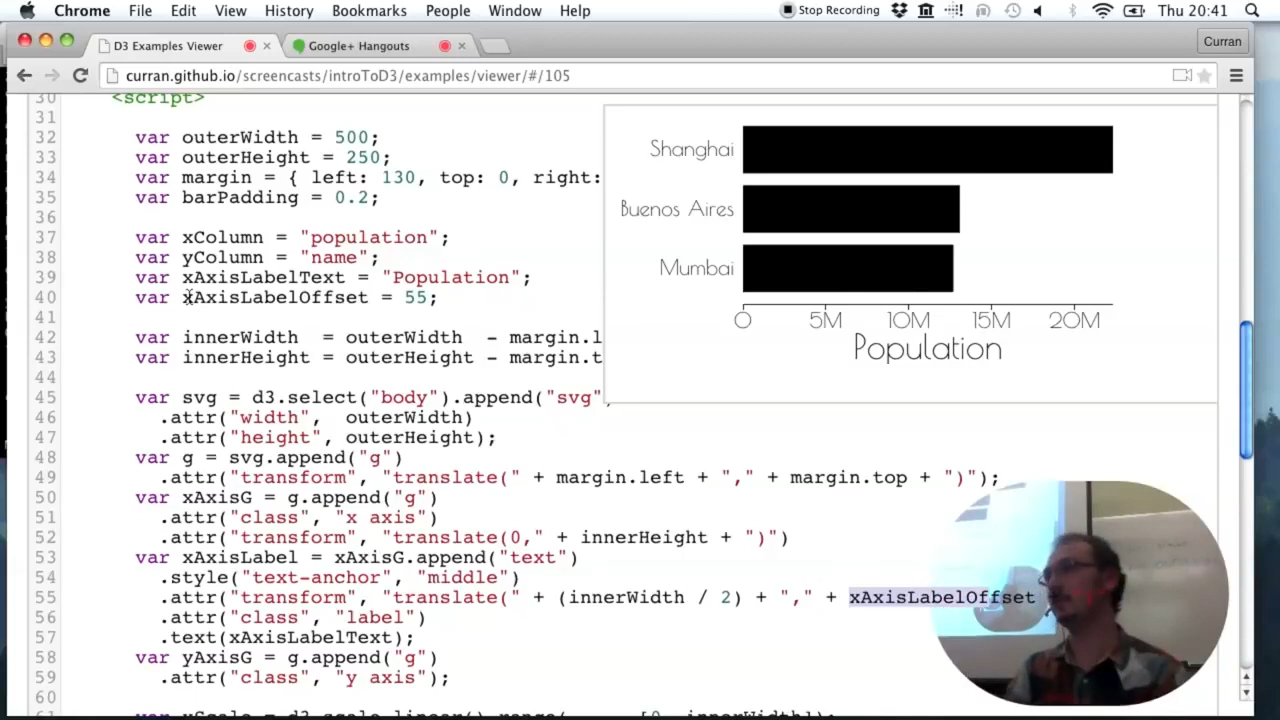 Chrome File Edit View History Bookmarks People Window Help Stop Recording Thu 20:41
D3 Examples Viewer Google+ Hangouts Curran
curran.github.io/screencasts/introToD3/examples/viewer/#/105
30 <script>
31
32 var outerWidth = 500;
33 var outerHeight = 250;
34 var margin = { left: 130, top: 0, right:
35 var barPadding = 0.2;
36
37 var xColumn = "population";
38 var yColumn = "name";
39 var xAxisLabelText = "Population";
40 var xAxisLabelOffset = 55;
41
42 var innerWidth  = outerWidth  - margin.l
43 var innerHeight = outerHeight - margin.t
44
45 var svg = d3.select("body").append("svg"
46 .attr("width",  outerWidth)
47 .attr("height", outerHeight);
48 var g = svg.append("g")
49 .attr("transform", "translate(" + margin.left + "," + margin.top + ")");
50 var xAxisG = g.append("g")
51 .attr("class", "x axis")
52 .attr("transform", "translate(0," + innerHeight + ")")
53 var xAxisLabel = xAxisG.append("text")
54 .style("text-anchor", "middle")
55 .attr("transform", "translate(" + (innerWidth / 2) + "," + xAxisLabelOffset
56 .attr("class", "label")
57 .text(xAxisLabelText);
58 var yAxisG = g.append("g")
59 .attr("class", "y axis");
60
Shanghai
Buenos Aires
Mumbai
0 5M 10M 15M 20M
Population